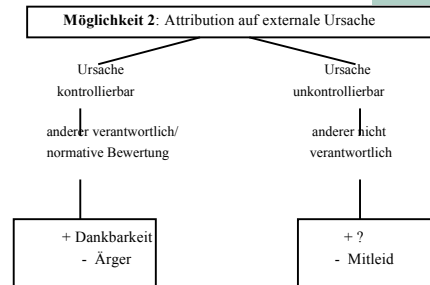 Möglichkeit 2: Attribution auf externale Ursache
Ursache
kontrollierbar
Ursache
unkontrollierbar
anderer verantwortlich/
normative Bewertung
anderer nicht
verantwortlich
+ Dankbarkeit
- Ärger
+ ?
- Mitleid